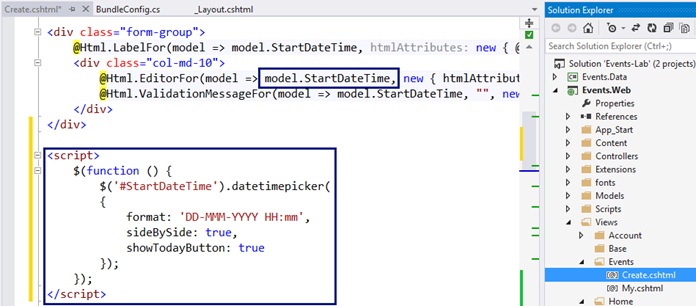 Create.cshtml*
BundleConfig.cs
_Layout.cshtml
<div class="form-group">
@Html.LabelFor(model => model.StartDateTime, htmlAttributes: new { @
<div class="col-md-10">
@Html.EditorFor(model => model.StartDateTime, new { htmlAttribut
@Html.ValidationMessageFor(model => model.StartDateTime, "", new
</div>
</div>
<script>
$(function () {
$('#StartDateTime').datetimepicker(
{
format: 'DD-MMM-YYYY HH:mm',
sideBySide: true,
showTodayButton: true
});
});
</script>
Solution Explorer
Search Solution Explorer (Ctrl+;)
Solution 'Events-Lab' (2 projects)
Events.Data
Events.Web
Properties
References
App_Start
Content
Controllers
Extensions
fonts
Models
Scripts
Views
Account
Base
Events
Create.cshtml
My.cshtml
Home